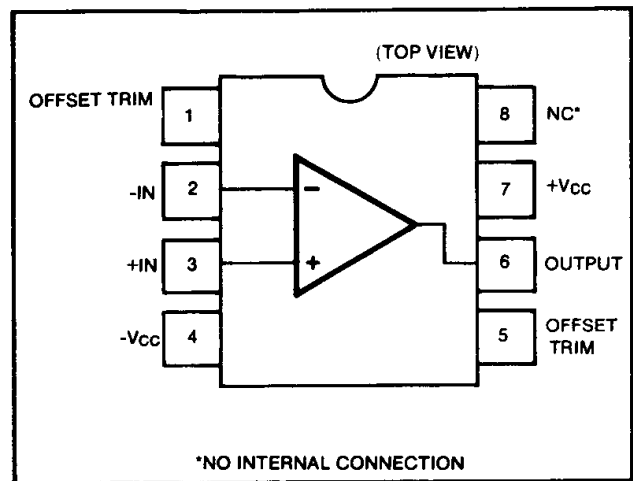 (TOP VIEW)
OFFSET TRIM 1
8 NC*
-IN 2 −
7 +VCC
+IN 3 +
6 OUTPUT
-VCC 4
5 OFFSET
TRIM
*NO INTERNAL CONNECTION